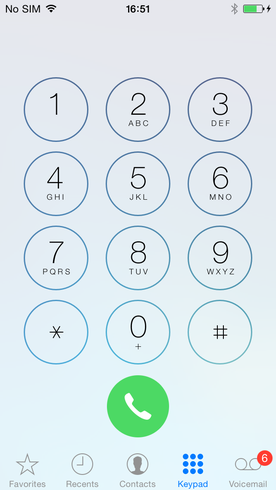 No SIM 16:51
1 2 3
ABC DEF
4 5 6
GHI JKL MNO
7 8 9
PQRS TUV WXYZ
* 0 #
+
6
Favorites Recents Contacts Keypad Voicemail